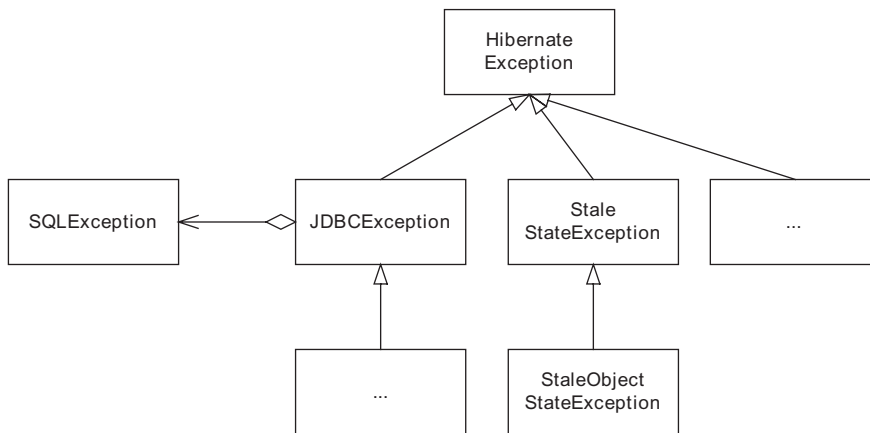 Hibernate
Exception
SQLException
JDBCException
Stale
StateException
...
...
StaleObject
StateException